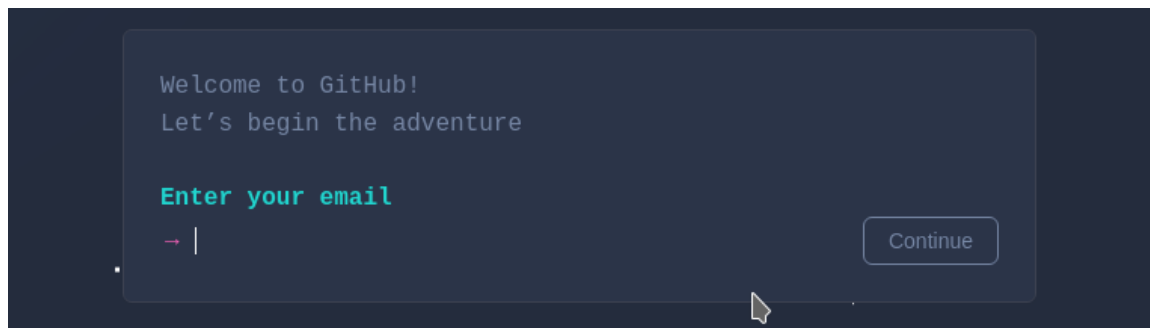 Welcome to GitHub!
Let’s begin the adventure
Enter your email
→
Continue